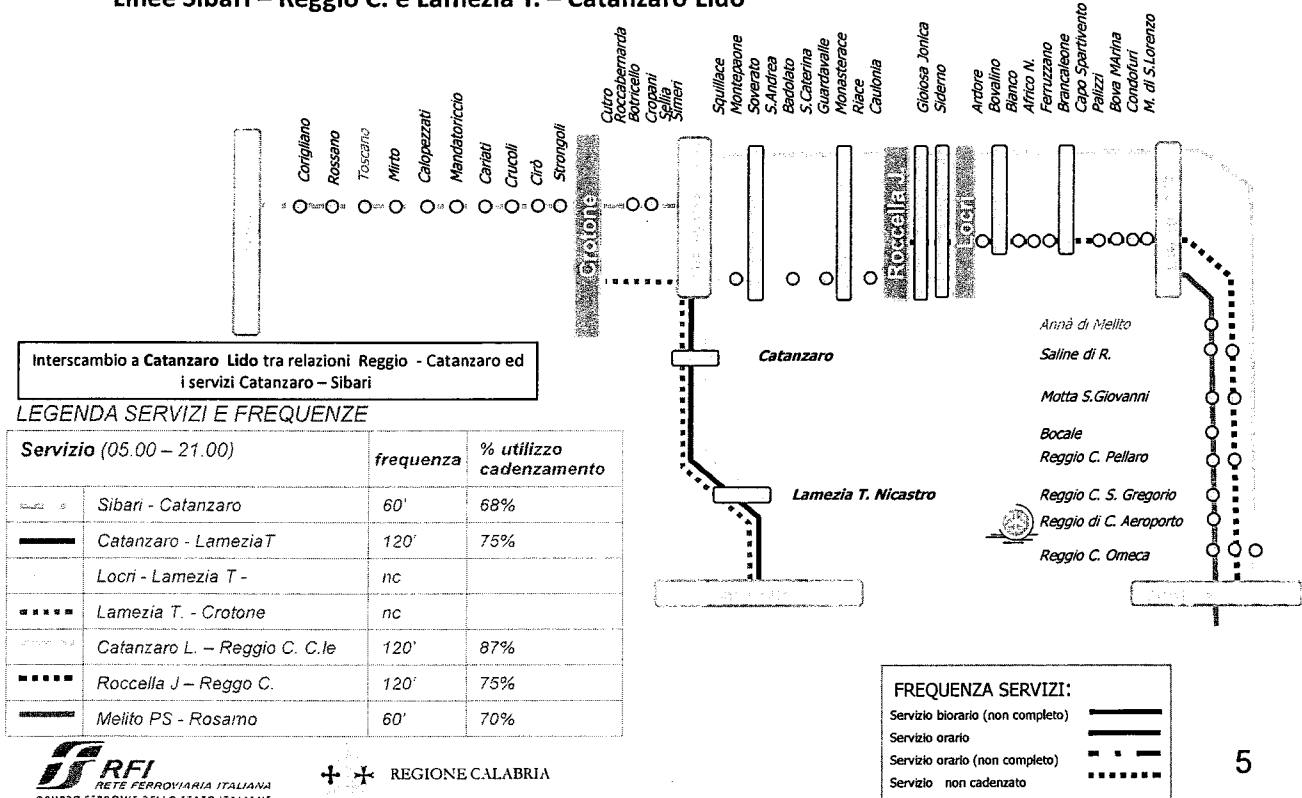 Linee Sibari – Reggio C. e Lamezia T. – Catanzaro Lido
Corigliano
Rossano
Toscano
Mirto
Calopezzati
Mandatoriccio
Cariati
Crucoli
Cirò
Strongoli
Crotone
Cutro
Roccabernarda
Botricello
Cropani
Sellia
Simeri
Squillace
Montepaone
Soverato
S.Andrea
Badolato
S.Caterina
Guardavalle
Monasterace
Riace
Caulonia
Roccella J
Gioiosa Jonica
Siderno
Locri
Ardore
Bovalino
Bianco
Africo N.
Ferruzzano
Brancaleone
Capo Spartivento
Palizzi
Bova MArina
Condofuri
M. di S.Lorenzo
Annà di Melito
Saline di R.
Motta S.Giovanni
Bocale
Reggio C. Pellaro
Reggio C. S. Gregorio
Reggio di C. Aeroporto
Reggio C. Omeca
Catanzaro
Lamezia T. Nicastro
Interscambio a Catanzaro Lido tra relazioni Reggio - Catanzaro ed
i servizi Catanzaro – Sibari
LEGENDA SERVIZI E FREQUENZE
Servizio (05.00 – 21.00) frequenza % utilizzo cadenzamento
Sibari - Catanzaro 60' 68%
Catanzaro - LameziaT 120' 75%
Locri - Lamezia T - nc
Lamezia T. - Crotone nc
Catanzaro L. – Reggio C. C.le 120' 87%
Roccella J – Reggo C. 120' 75%
Melito PS - Rosarno 60' 70%
FREQUENZA SERVIZI:
Servizio biorario (non completo)
Servizio orario
Servizio orario (non completo)
Servizio non cadenzato
RFI
RETE FERROVIARIA ITALIANA
GRUPPO FERROVIE DELLO STATO ITALIANE
REGIONE CALABRIA
5